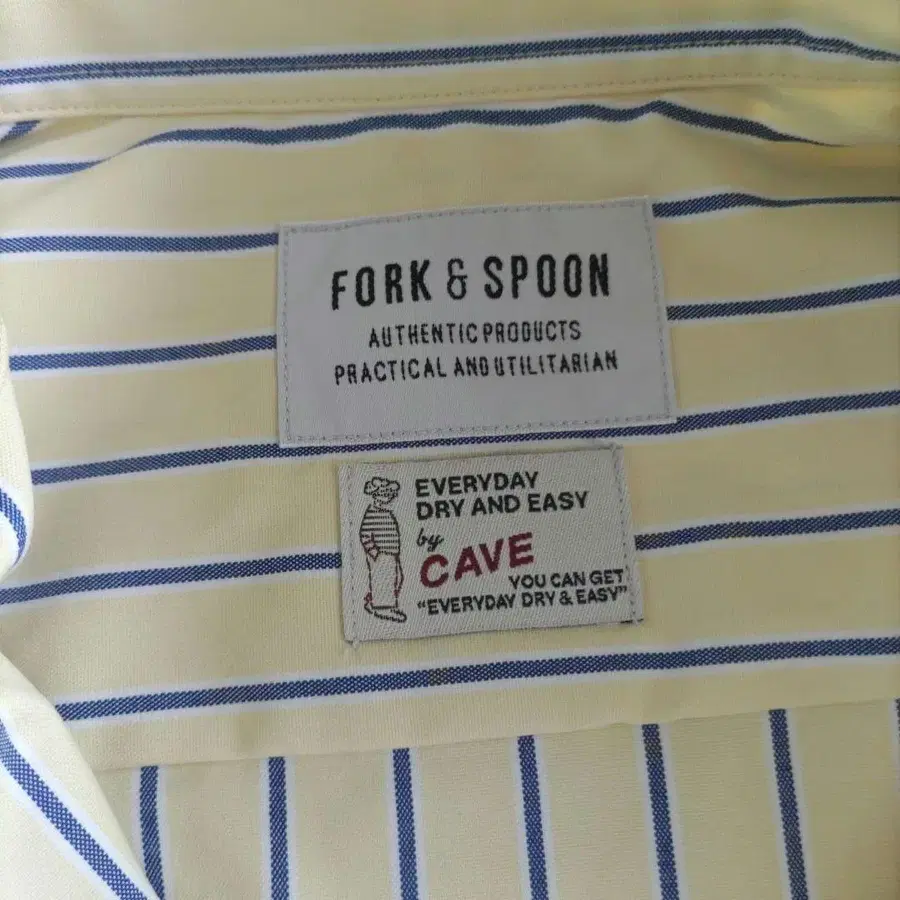 FORK & SPOON
AUTHENTIC PRODUCTS
PRACTICAL AND UTILITARIAN
EVERYDAY
DRY AND EASY
by
CAVE
YOU CAN GET
"EVERYDAY DRY & EASY"